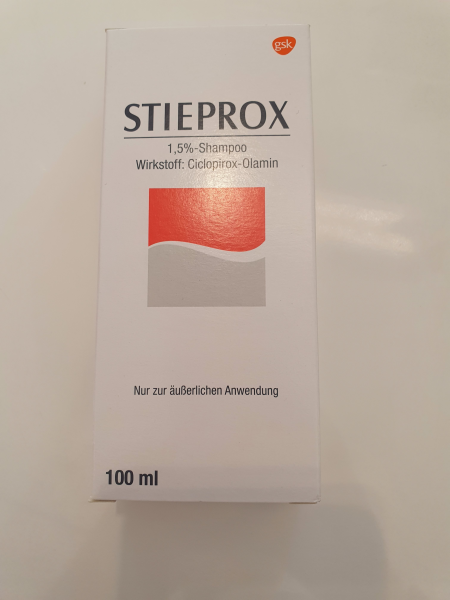 gsk
STIEPROX
1,5%-Shampoo
Wirkstoff: Ciclopirox-Olamin
Nur zur äußerlichen Anwendung
100 ml